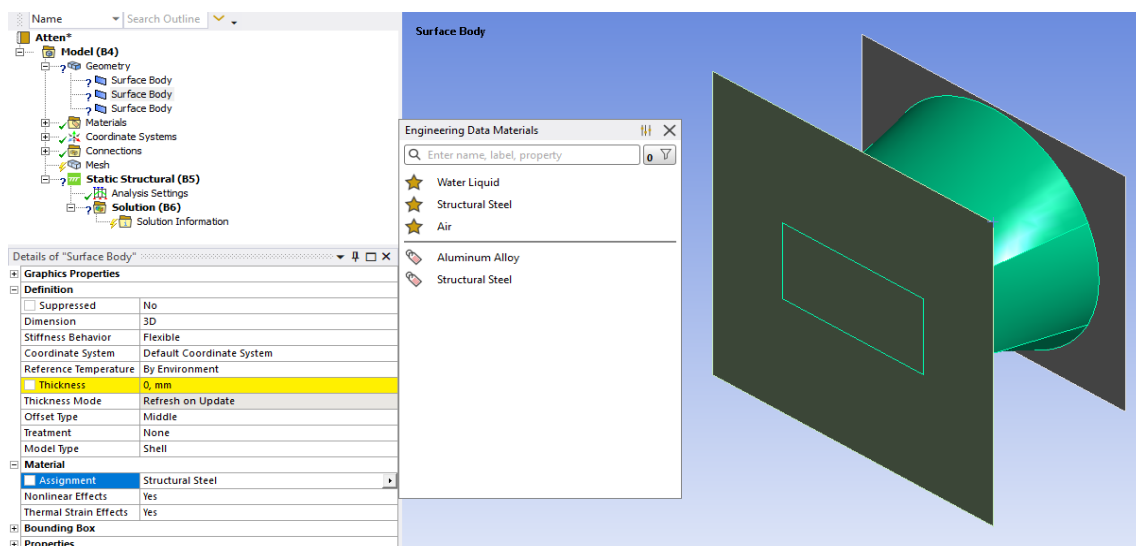 Name Search Outline
Atten*
Model (B4)
Geometry
Surface Body
Surface Body
Surface Body
Materials
Coordinate Systems
Connections
Mesh
Static Structural (B5)
Analysis Settings
Solution (B6)
Solution Information
Details of "Surface Body"
Graphics Properties
Definition
Suppressed No
Dimension 3D
Stiffness Behavior Flexible
Coordinate System Default Coordinate System
Reference Temperature By Environment
Thickness 0, mm
Thickness Mode Refresh on Update
Offset Type Middle
Treatment None
Model Type Shell
Material
Assignment Structural Steel
Nonlinear Effects Yes
Thermal Strain Effects Yes
Bounding Box
Properties
Engineering Data Materials
Enter name, label, property 0
Water Liquid
Structural Steel
Air
Aluminum Alloy
Structural Steel
Surface Body